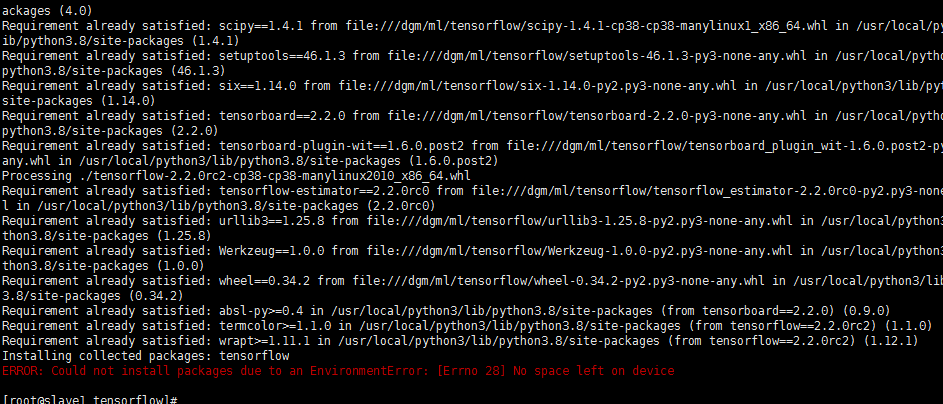 ackages (4.0)
Requirement already satisfied: scipy==1.4.1 from file:///dgm/ml/tensorflow/scipy-1.4.1-cp38-cp38-manylinux1_x86_64.whl in /usr/local/py
ib/python3.8/site-packages (1.4.1)
Requirement already satisfied: setuptools==46.1.3 from file:///dgm/ml/tensorflow/setuptools-46.1.3-py3-none-any.whl in /usr/local/pytho
python3.8/site-packages (46.1.3)
Requirement already satisfied: six==1.14.0 from file:///dgm/ml/tensorflow/six-1.14.0-py2.py3-none-any.whl in /usr/local/python3/lib/pyt
site-packages (1.14.0)
Requirement already satisfied: tensorboard==2.2.0 from file:///dgm/ml/tensorflow/tensorboard-2.2.0-py3-none-any.whl in /usr/local/pytho
python3.8/site-packages (2.2.0)
Requirement already satisfied: tensorboard-plugin-wit==1.6.0.post2 from file:///dgm/ml/tensorflow/tensorboard_plugin_wit-1.6.0.post2-py
any.whl in /usr/local/python3/lib/python3.8/site-packages (1.6.0.post2)
Processing ./tensorflow-2.2.0rc2-cp38-cp38-manylinux2010_x86_64.whl
Requirement already satisfied: tensorflow-estimator==2.2.0rc0 from file:///dgm/ml/tensorflow/tensorflow_estimator-2.2.0rc0-py2.py3-none
l in /usr/local/python3/lib/python3.8/site-packages (2.2.0rc0)
Requirement already satisfied: urllib3==1.25.8 from file:///dgm/ml/tensorflow/urllib3-1.25.8-py2.py3-none-any.whl in /usr/local/python3
thon3.8/site-packages (1.25.8)
Requirement already satisfied: Werkzeug==1.0.0 from file:///dgm/ml/tensorflow/Werkzeug-1.0.0-py2.py3-none-any.whl in /usr/local/python3
thon3.8/site-packages (1.0.0)
Requirement already satisfied: wheel==0.34.2 from file:///dgm/ml/tensorflow/wheel-0.34.2-py2.py3-none-any.whl in /usr/local/python3/lib
3.8/site-packages (0.34.2)
Requirement already satisfied: absl-py>=0.4 in /usr/local/python3/lib/python3.8/site-packages (from tensorboard==2.2.0) (0.9.0)
Requirement already satisfied: termcolor>=1.1.0 in /usr/local/python3/lib/python3.8/site-packages (from tensorflow==2.2.0rc2) (1.1.0)
Requirement already satisfied: wrapt>=1.11.1 in /usr/local/python3/lib/python3.8/site-packages (from tensorflow==2.2.0rc2) (1.12.1)
Installing collected packages: tensorflow
ERROR: Could not install packages due to an EnvironmentError: [Errno 28] No space left on device
[root@slave1 tensorflow]#